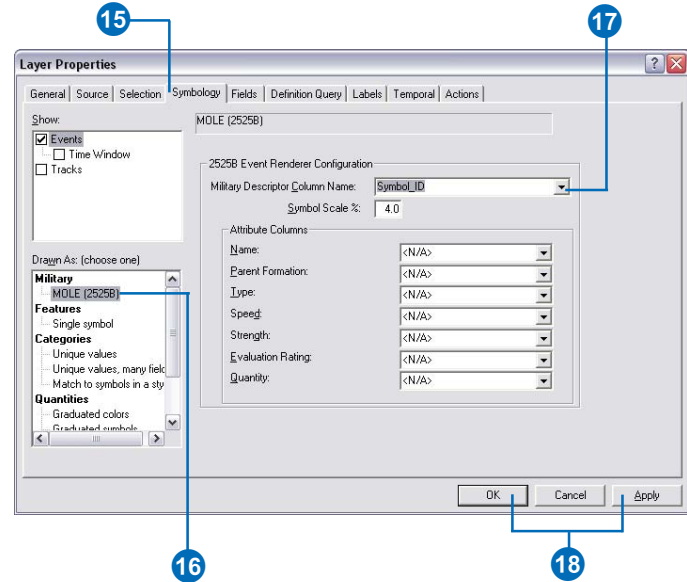 15
17
Layer Properties
General Source Selection Symbology Fields Definition Query Labels Temporal Actions
Show:
Events
Time Window
Tracks
MOLE (2525B)
2525B Event Renderer Configuration
Military Descriptor Column Name: Symbol_ID
Symbol Scale %: 4.0
Attribute Columns
Name: <N/A>
Parent Formation: <N/A>
Type: <N/A>
Speed: <N/A>
Strength: <N/A>
Evaluation Rating: <N/A>
Quantity: <N/A>
Drawn As: (choose one)
Military
MOLE (2525B)
Features
Single symbol
Categories
Unique values
Unique values, many field
Match to symbols in a sty
Quantities
Graduated colors
Graduated symbols
OK Cancel Apply
16
18